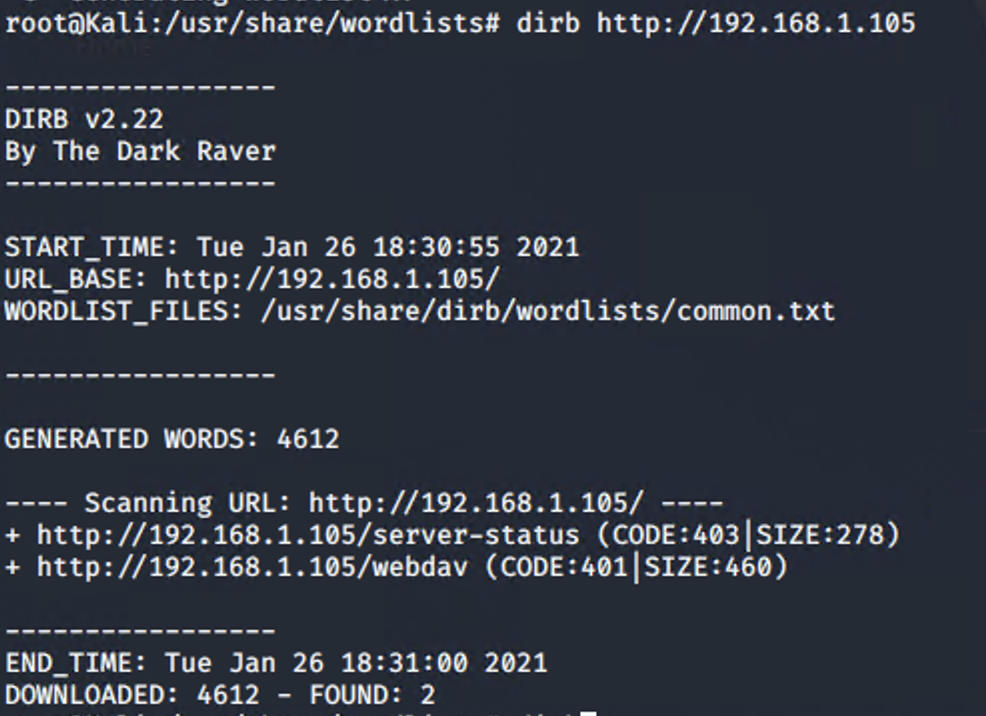 root@Kali:/usr/share/wordlists# dirb http://192.168.1.105
-----------------
DIRB v2.22
By The Dark Raver
-----------------
START_TIME: Tue Jan 26 18:30:55 2021
URL_BASE: http://192.168.1.105/
WORDLIST_FILES: /usr/share/dirb/wordlists/common.txt
-----------------
GENERATED WORDS: 4612
---- Scanning URL: http://192.168.1.105/ ----
+ http://192.168.1.105/server-status (CODE:403|SIZE:278)
+ http://192.168.1.105/webdav (CODE:401|SIZE:460)
-----------------
END_TIME: Tue Jan 26 18:31:00 2021
DOWNLOADED: 4612 - FOUND: 2